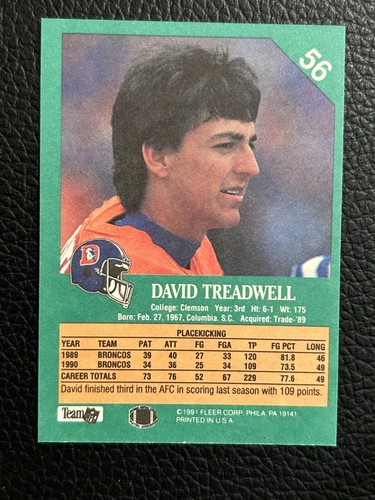 56
DAVID TREADWELL
College: Clemson Year: 3rd Ht: 6-1 Wt: 175
Born: Feb. 27, 1967, Columbia, S.C. Acquired: Trade-'89
PLACEKICKING
YEAR TEAM PAT ATT FG FGA TP FG PCT LONG
1989 BRONCOS 39 40 27 33 120 81.8 46
1990 BRONCOS 34 36 25 34 109 73.5 49
CAREER TOTALS 73 76 52 67 229 77.6 49
David finished third in the AFC in scoring last season with 109 points.
Team NFL
©1991 FLEER CORP. PHILA, PA 19141
PRINTED IN U.S.A.